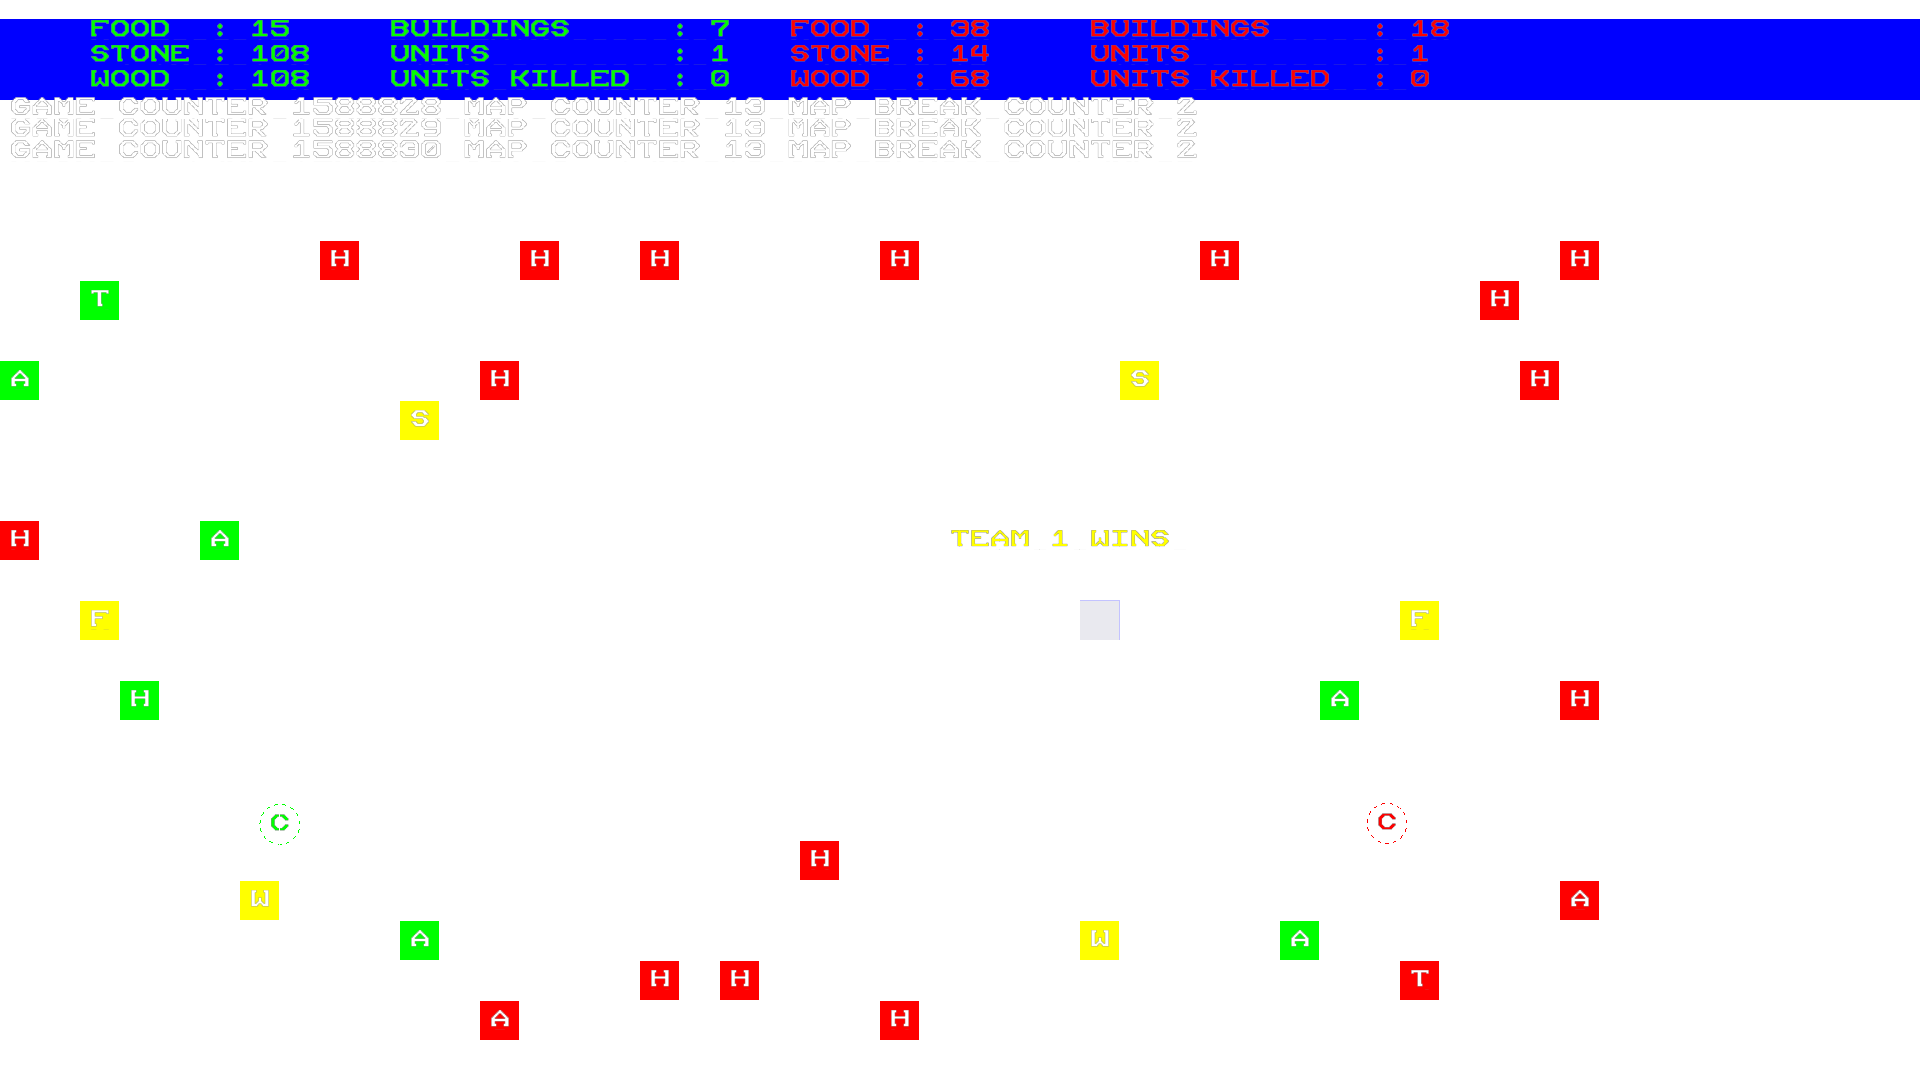 FOOD : 15 BUILDINGS : 7 FOOD : 38 BUILDINGS : 18
STONE : 108 UNITS : 1 STONE : 14 UNITS : 1
WOOD : 108 UNITS KILLED : 0 WOOD : 68 UNITS KILLED : 0
GAME COUNTER 1588828 MAP COUNTER 13 MAP BREAK COUNTER 2
GAME COUNTER 1588829 MAP COUNTER 13 MAP BREAK COUNTER 2
GAME COUNTER 1588830 MAP COUNTER 13 MAP BREAK COUNTER 2
H H H H H H
T H
A H S H
S
H A TEAM 1 WINS
F F
H A H
C C
H
W A
A W A
H H T
A H